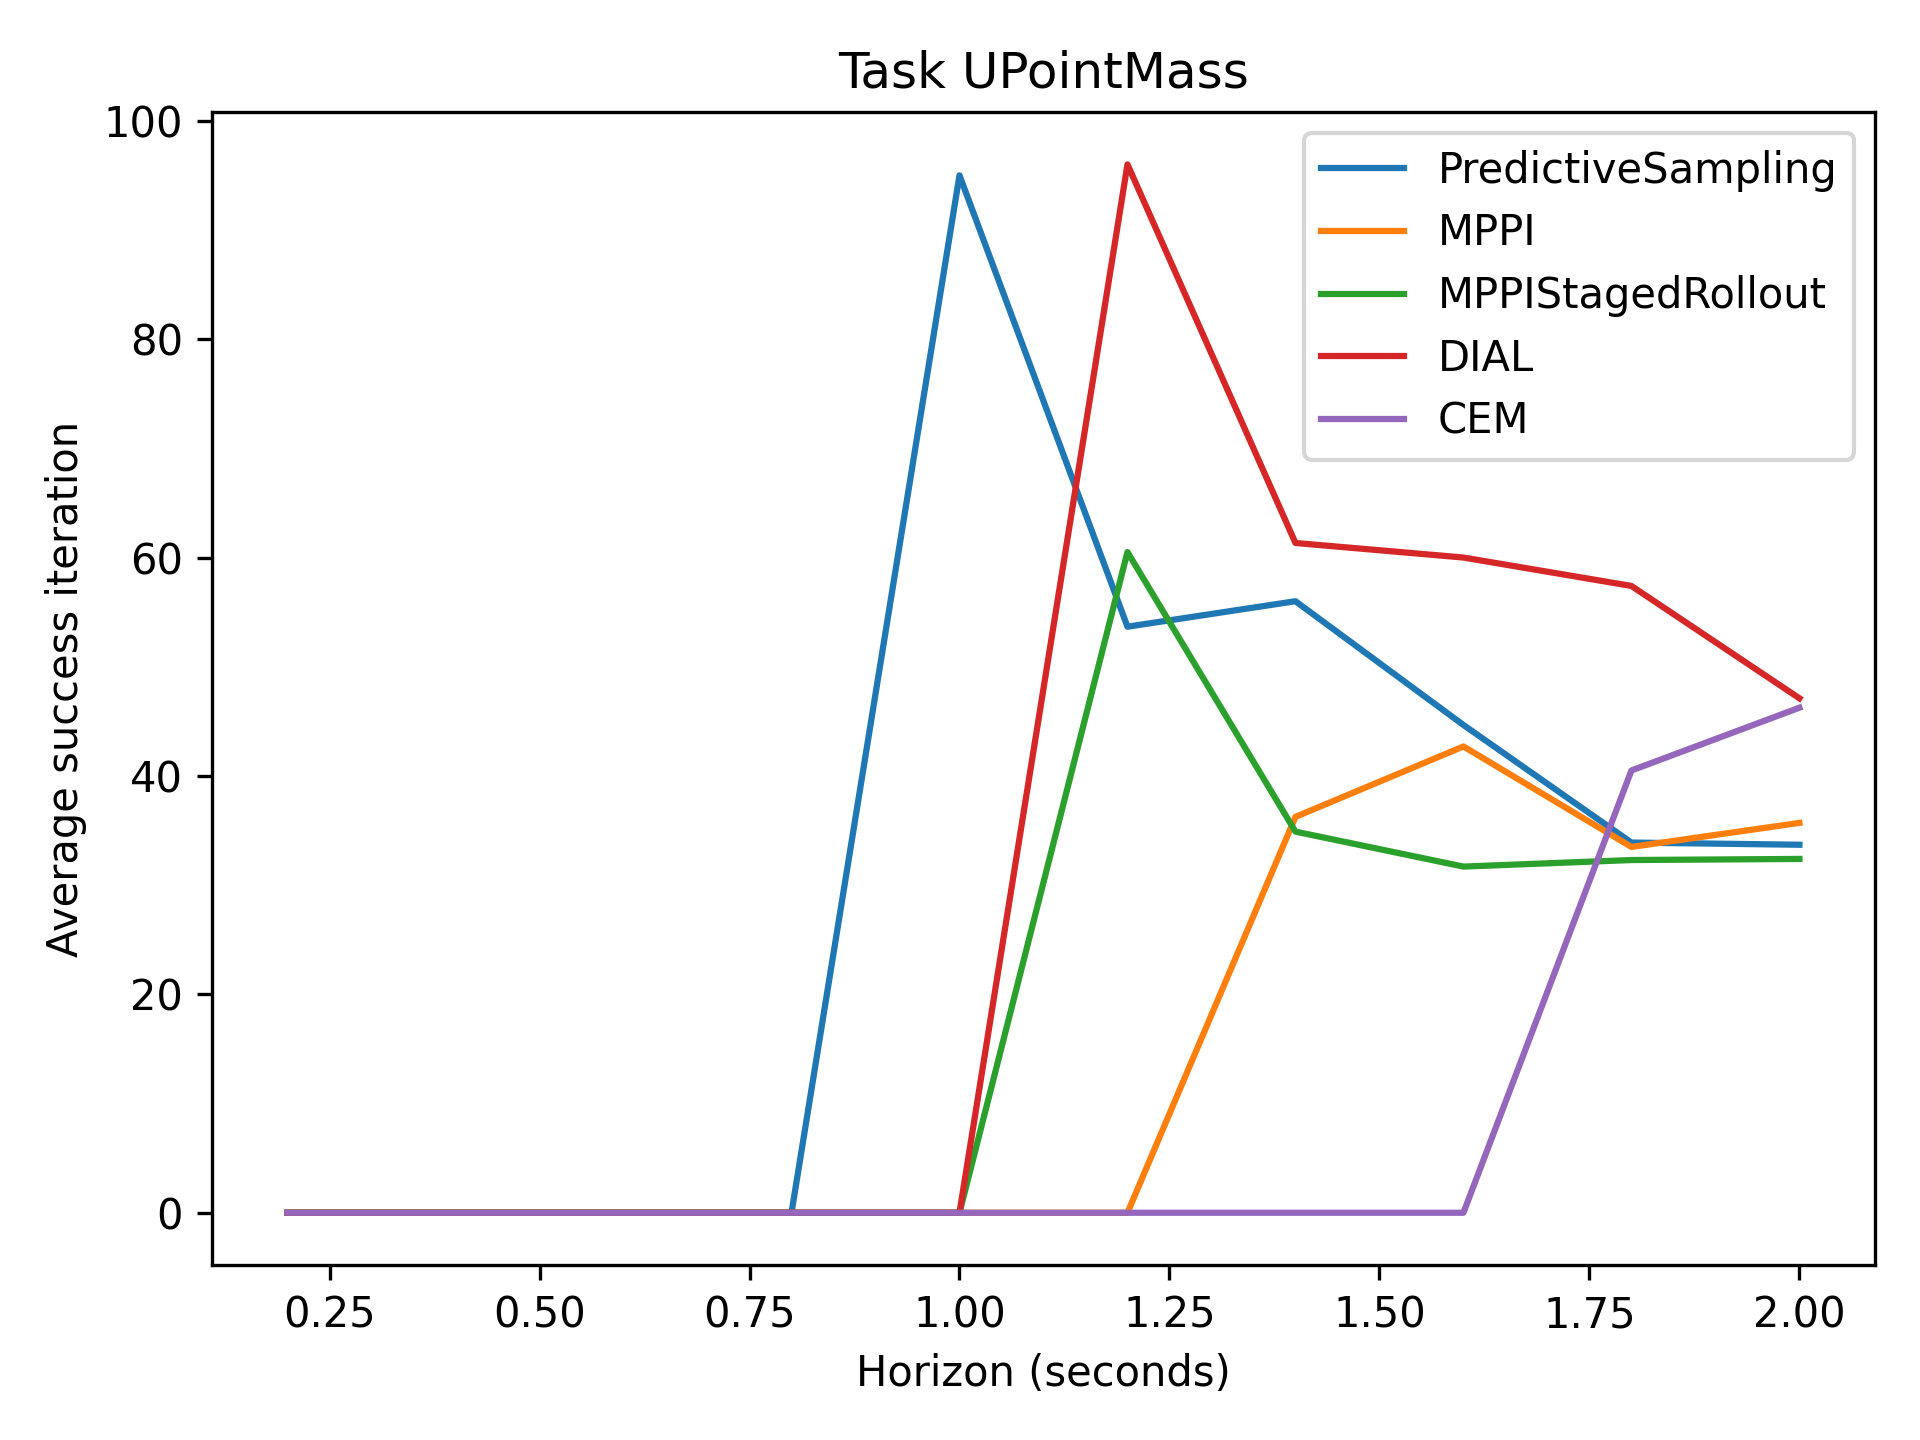 Task UPointMass
100
80
60
40
20
0
Average success iteration
PredictiveSampling
MPPI
MPPIStagedRollout
DIAL
CEM
0.25 0.50 0.75 1.00 1.25 1.50 1.75 2.00
Horizon (seconds)